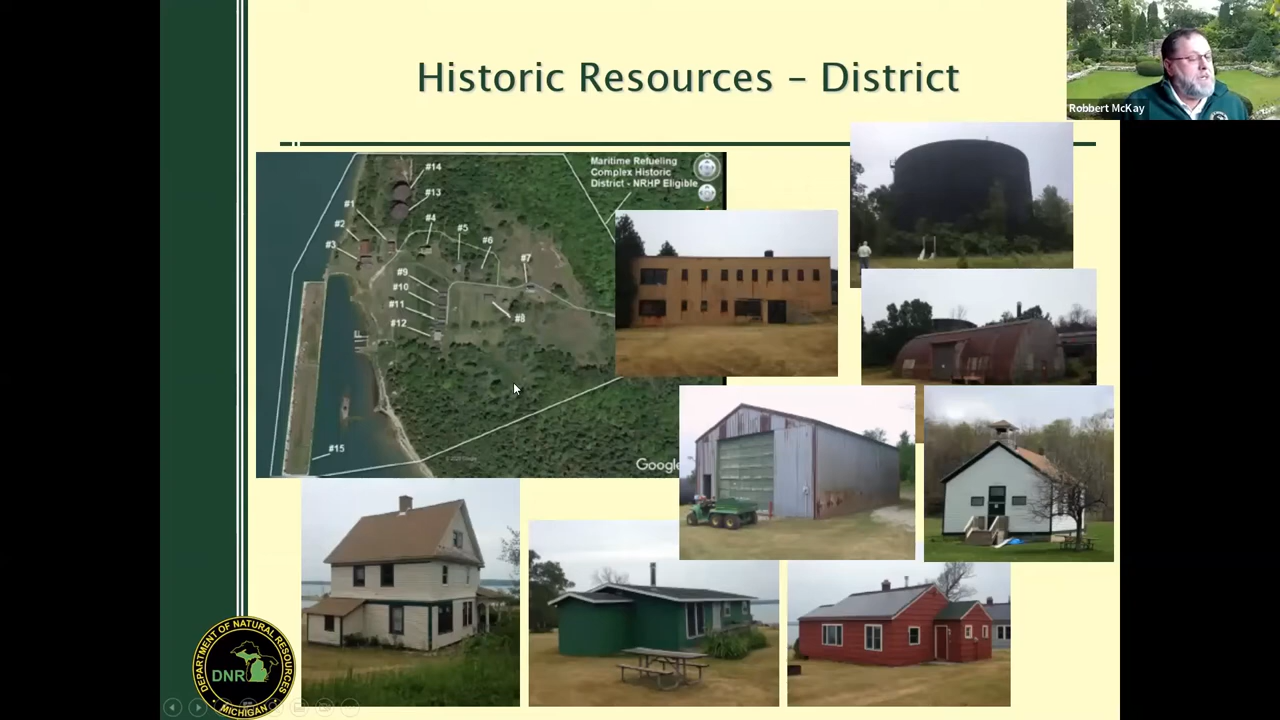 Historic Resources – District
Robbert McKay
Maritime Refueling
Complex Historic
District - NRHP Eligible
#14
#13
#1
#4
#2
#5
#3
#6
#7
#9
#10
#11
#8
#12
#15
Google
DEPARTMENT OF NATURAL RESOURCES
DNR
MICHIGAN